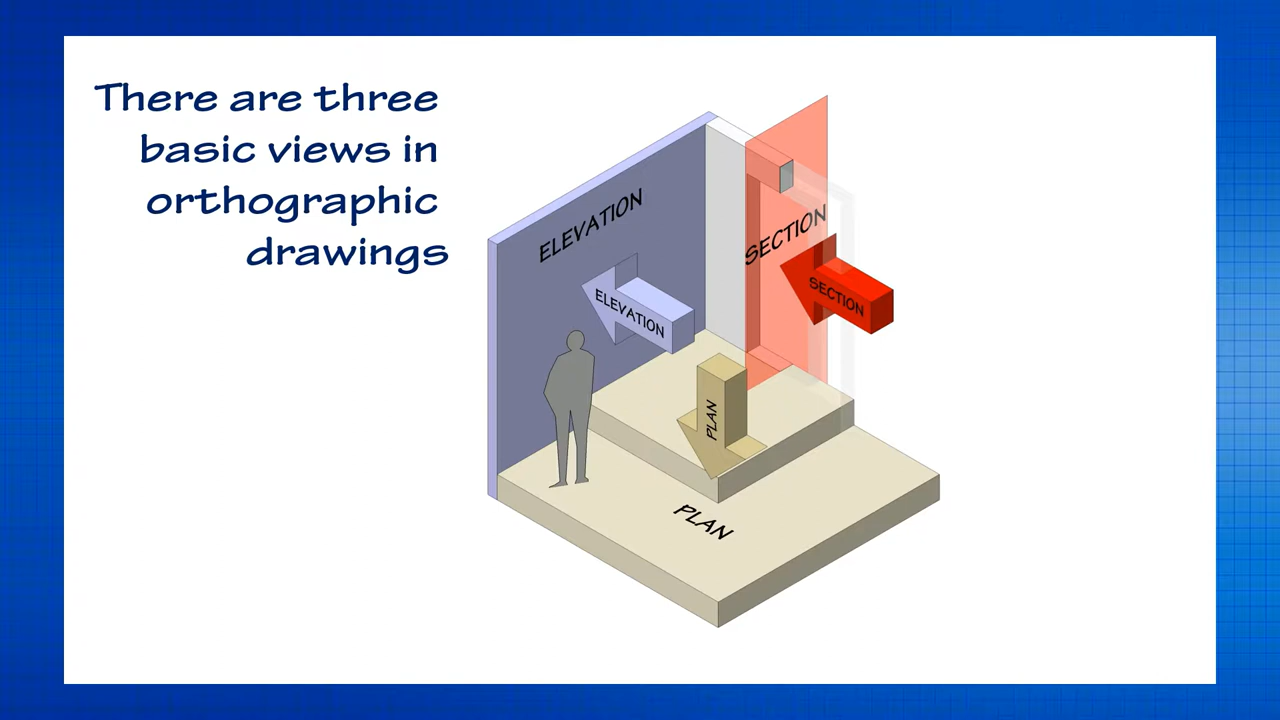 There are three
basic views in
orthographic
drawings
ELEVATION
SECTION
ELEVATION
SECTION
PLAN
PLAN